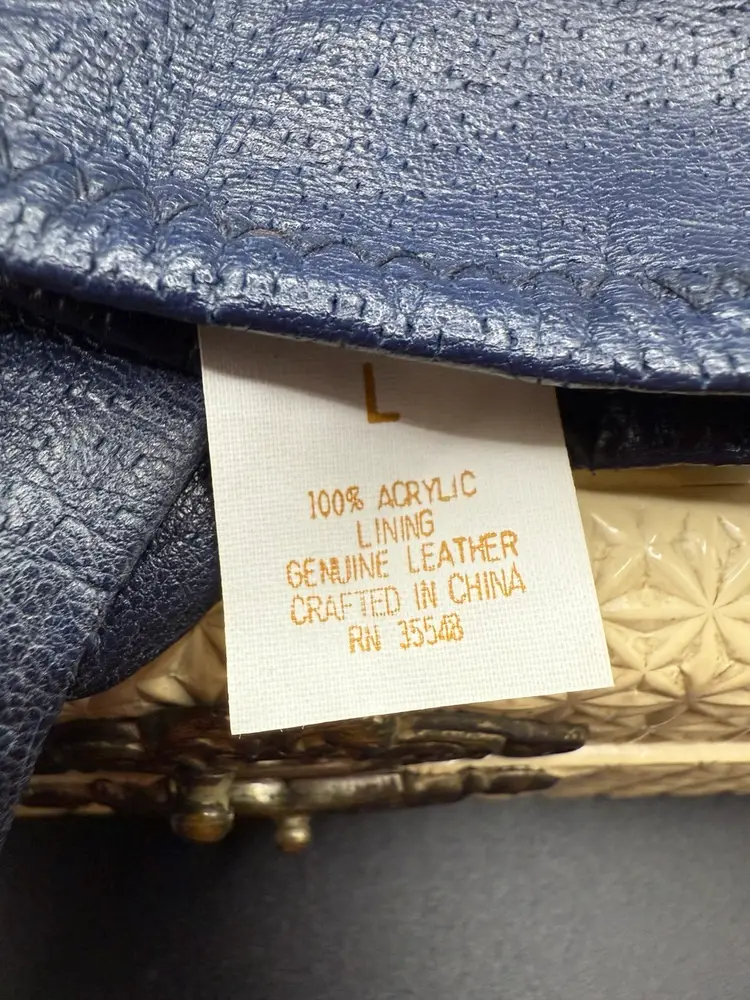 L
100% ACRYLIC
LINING
GENUINE LEATHER
CRAFTED IN CHINA
RN 35548